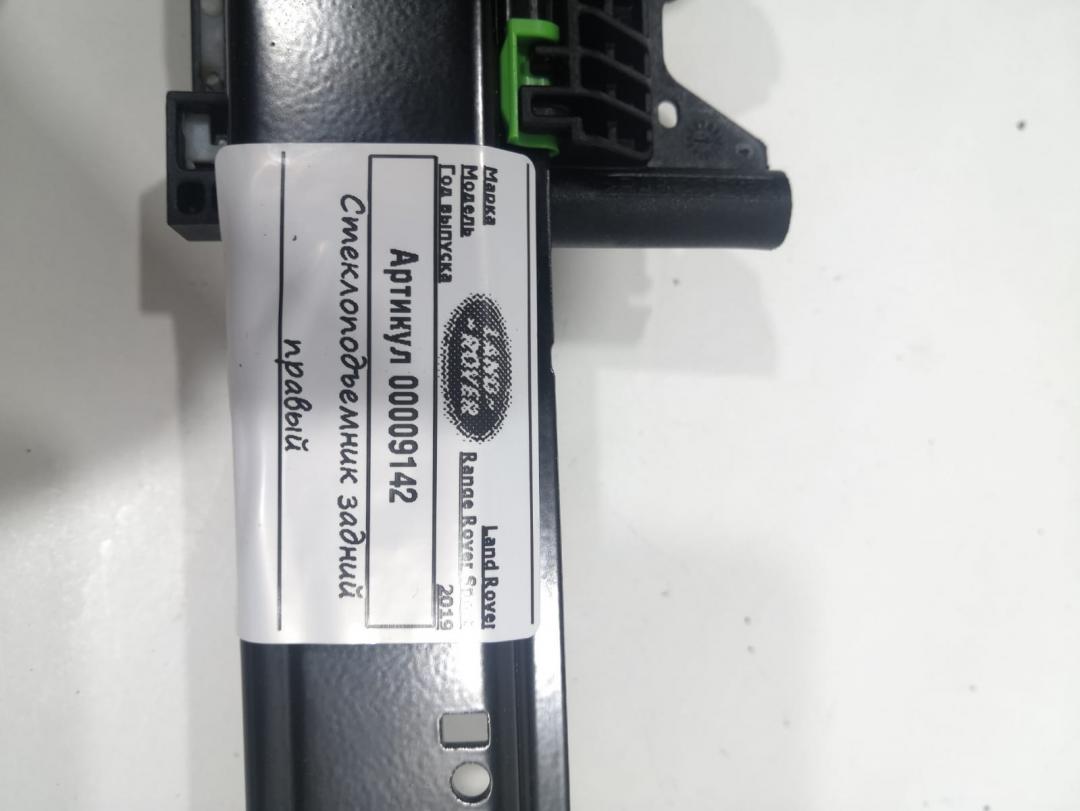 Марка Land Rover
Модель Range Rover
Год выпуска 2019
LAND
ROVER
Артикул 00009142
Стеклоподъемник задний
правый